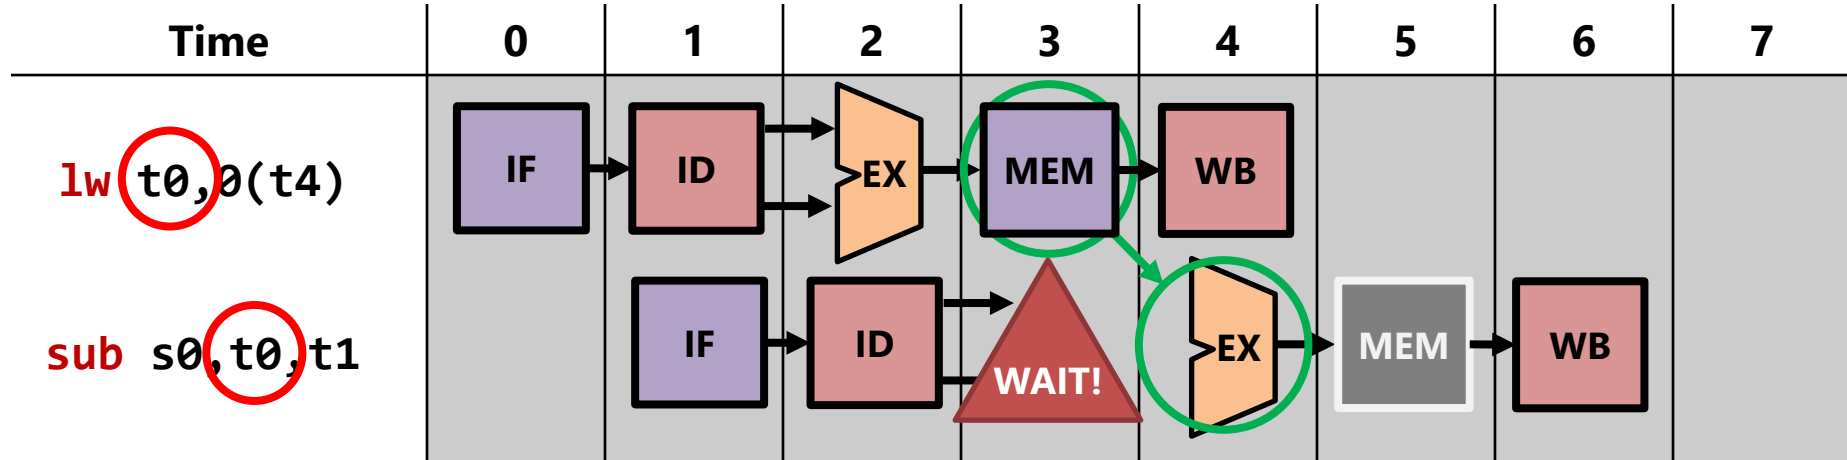 Time 0 1 2 3 4 5 6 7
lw t0,0(t4) IF ID EX MEM WB
sub s0,t0,t1 IF ID WAIT! EX MEM WB